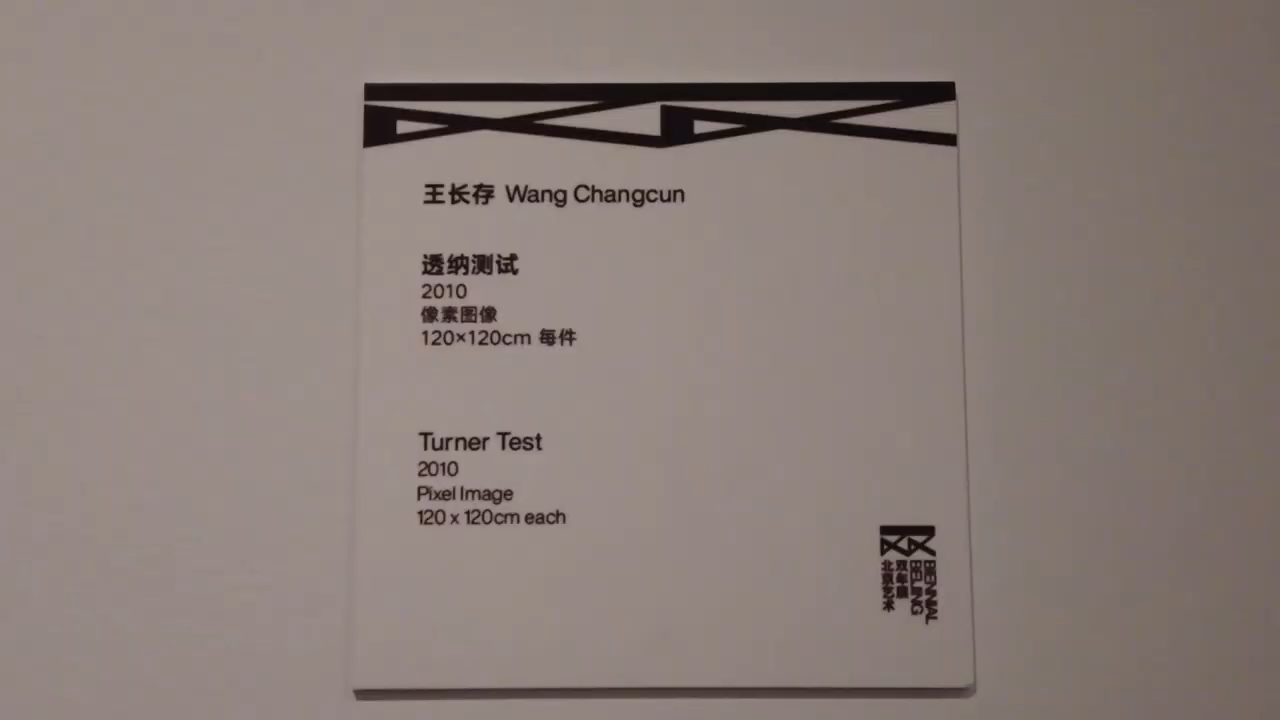 王长存 Wang Changcun
透纳测试
2010
像素图像
120×120cm 每件
Turner Test
2010
Pixel Image
120 x 120cm each
BIENNIAL
BEIJING
双年展
北京艺术